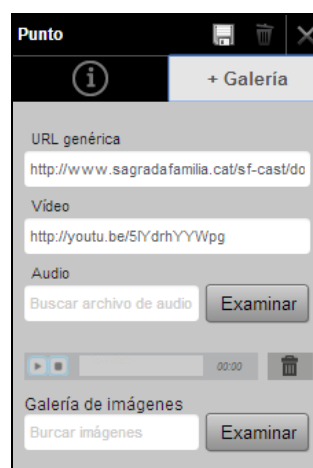 Punto
+ Galería
URL genérica
http://www.sagradafamilia.cat/sf-cast/do
Vídeo
http://youtu.be/5lYdrhYYWpg
Audio
Buscar archivo de audio
Examinar
00:00
Galería de imágenes
Burcar imágenes
Examinar